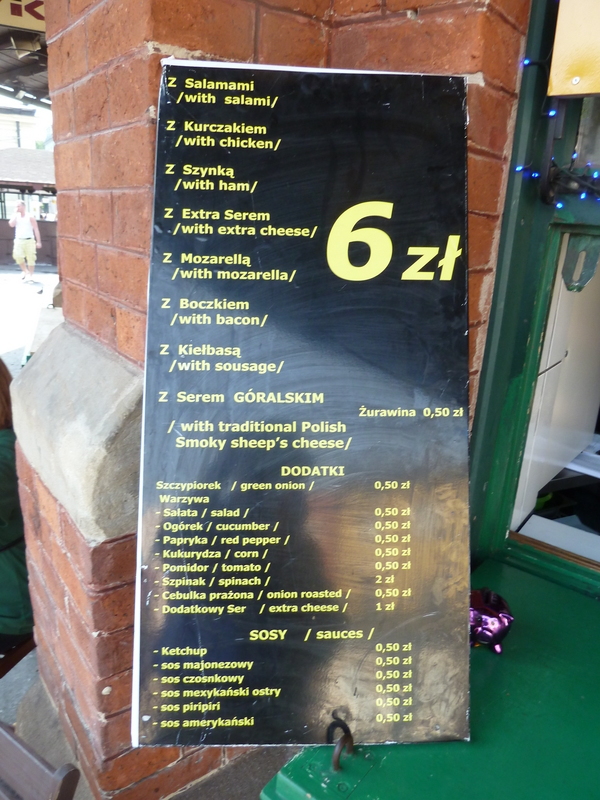 Z Salamami
/with salami/
Z Kurczakiem
/with chicken/
Z Szynką
/with ham/
Z Extra Serem
/with extra cheese/
6 zł
Z Mozarellą
/with mozarella/
Z Boczkiem
/with bacon/
Z Kiełbasą
/with sousage/
Z Serem GÓRALSKIM
Żurawina 0,50 zł
/ with traditional Polish
Smoky sheep's cheese/
DODATKI
Szczypiorek / green onion / 0,50 zł
Warzywa
- Sałata / salad / 0,50 zł
- Ogórek / cucumber / 0,50 zł
- Papryka / red pepper / 0,50 zł
- Kukurydza / corn / 0,50 zł
- Pomidor / tomato / 0,50 zł
- Szpinak / spinach / 2 zł
- Cebulka prażona / onion roasted / 0,50 zł
- Dodatkowy Ser / extra cheese / 1 zł
SOSY / sauces /
- Ketchup 0,50 zł
- sos majonezowy 0,50 zł
- sos czosnkowy 0,50 zł
- sos mexykański ostry 0,50 zł
- sos piripiri 0,50 zł
- sos amerykański 0,50 zł